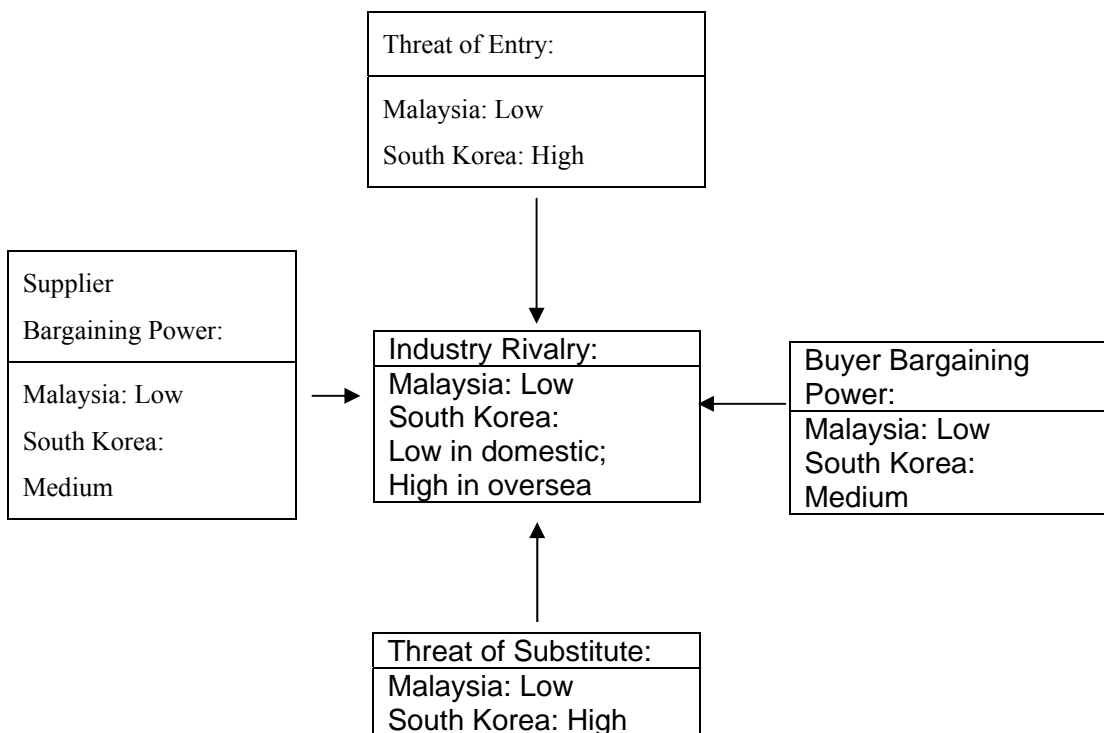 Threat of Entry:
Malaysia: Low
South Korea: High
Supplier
Bargaining Power:
Malaysia: Low
South Korea:
Medium
Industry Rivalry:
Malaysia: Low
South Korea:
Low in domestic;
High in oversea
Buyer Bargaining
Power:
Malaysia: Low
South Korea:
Medium
Threat of Substitute:
Malaysia: Low
South Korea: High